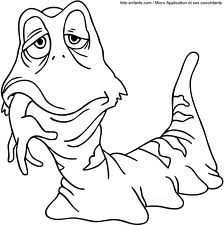 tete-enfants.com / Micro Application et ses concédants